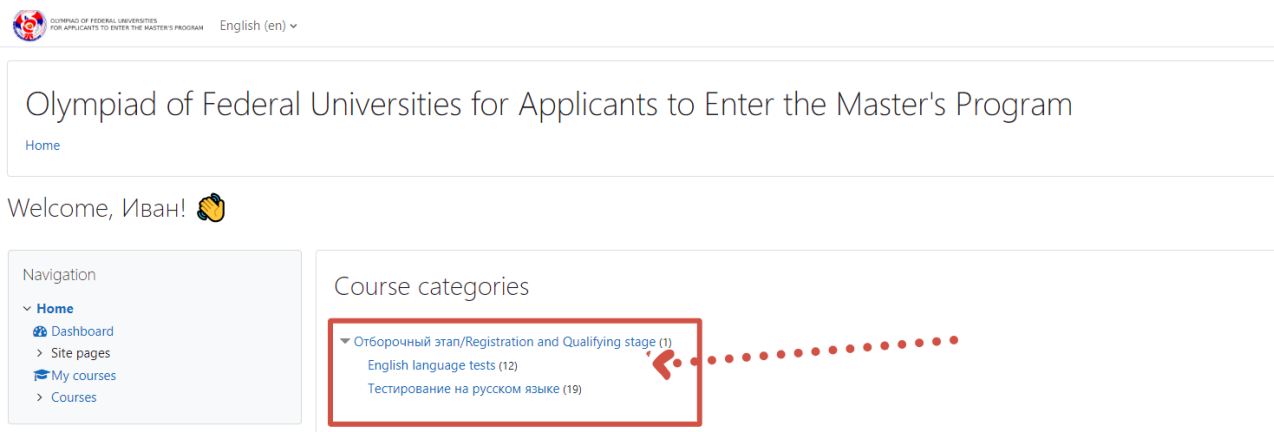 OLYMPIAD OF FEDERAL UNIVERSITIES
FOR APPLICANTS TO ENTER THE MASTER'S PROGRAM
English (en)
Olympiad of Federal Universities for Applicants to Enter the Master's Program
Home
Welcome, Иван!
Navigation
Home
Dashboard
Site pages
My courses
Courses
Course categories
Отборочный этап/Registration and Qualifying stage (1)
English language tests (12)
Тестирование на русском языке (19)